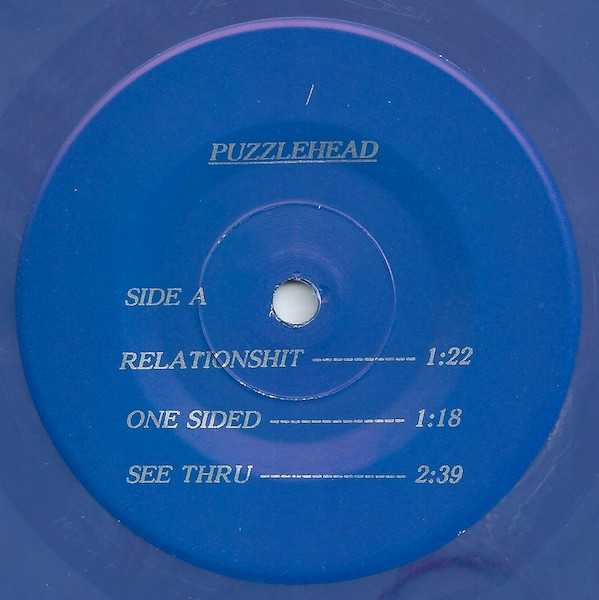 PUZZLEHEAD
SIDE A
RELATIONSHIT ------------ 1:22
ONE SIDED ---------------- 1:18
SEE THRU ----------------- 2:39